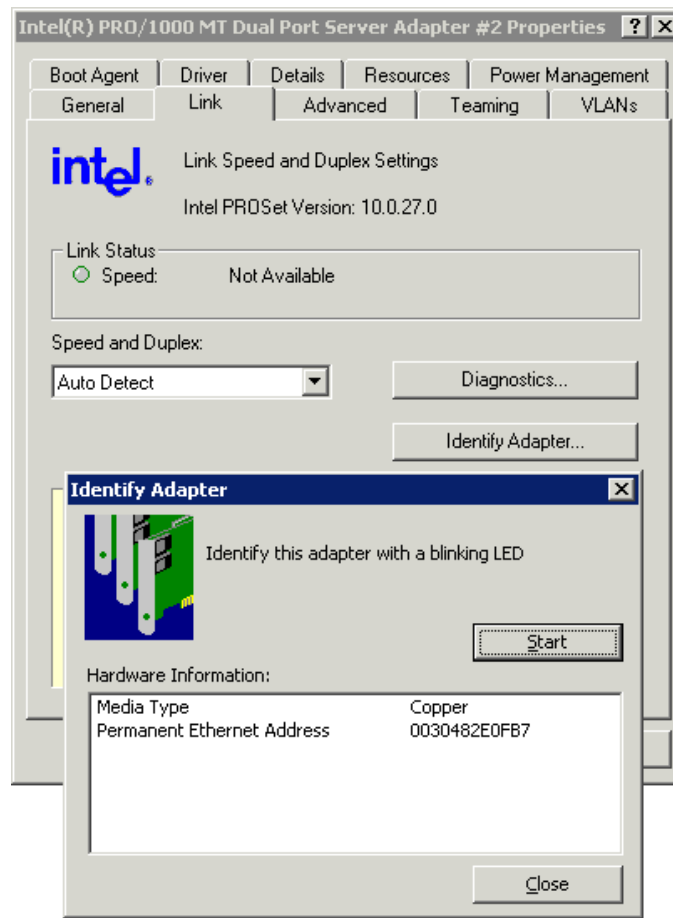 Intel(R) PRO/1000 MT Dual Port Server Adapter #2 Properties ? X
Boot Agent Driver Details Resources Power Management
General Link Advanced Teaming VLANs
intel® Link Speed and Duplex Settings
Intel PROSet Version: 10.0.27.0
Link Status
Speed: Not Available
Speed and Duplex:
Auto Detect Diagnostics...
Identify Adapter...
Identify Adapter X
Identify this adapter with a blinking LED
Start
Hardware Information:
Media Type Copper
Permanent Ethernet Address 0030482E0FB7
Close